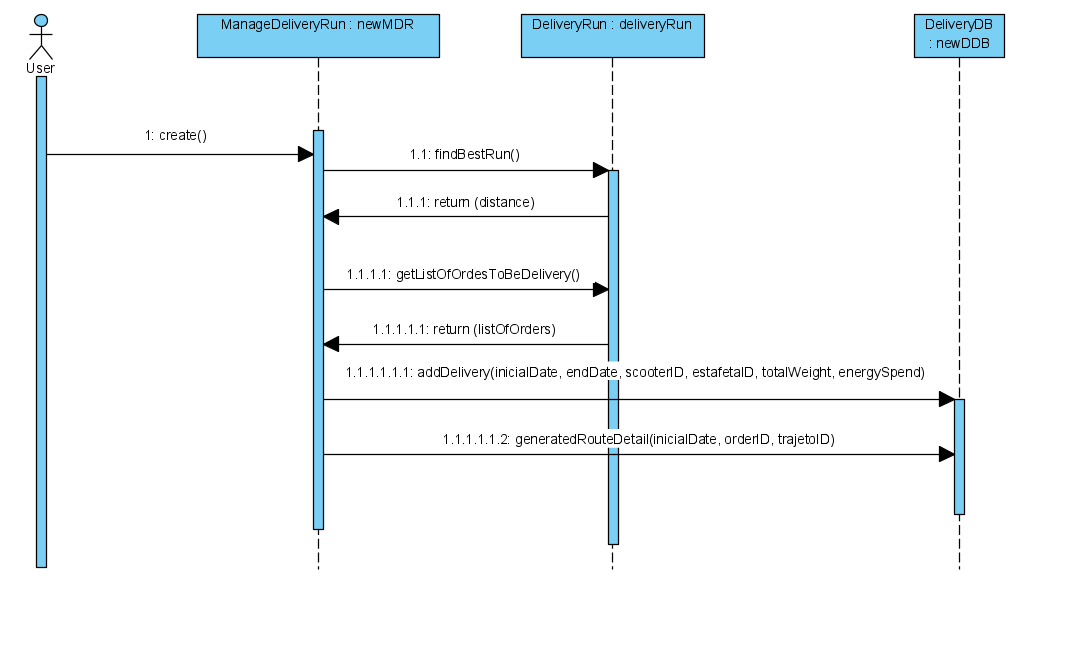 ManageDeliveryRun : newMDR
DeliveryRun : deliveryRun
DeliveryDB
: newDDB
User
1: create()
1.1: findBestRun()
1.1.1: return (distance)
1.1.1.1: getListOfOrdesToBeDelivery()
1.1.1.1.1: return (listOfOrders)
1.1.1.1.1.1: addDelivery(inicialDate, endDate, scooterID, estafetaID, totalWeight, energySpend)
1.1.1.1.1.2: generatedRouteDetail(inicialDate, orderID, trajetoID)